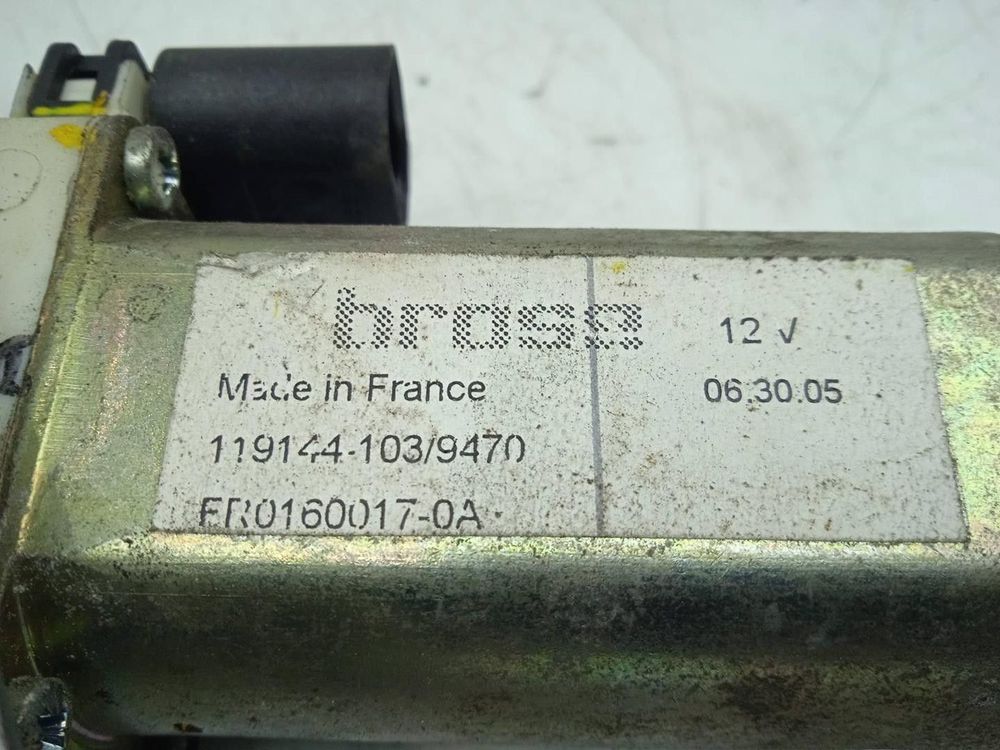 brose
12 V
Made in France
06.30.05
119144-103/9470
FR0160017-0A